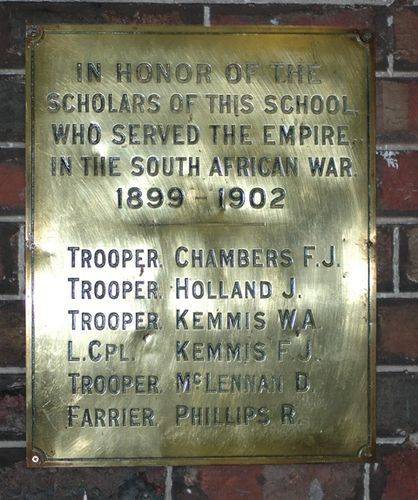 IN HONOR OF THE
SCHOLARS OF THIS SCHOOL,
WHO SERVED THE EMPIRE,
IN THE SOUTH AFRICAN WAR.
1899 - 1902
TROOPER. CHAMBERS F.J.
TROOPER. HOLLAND J.
TROOPER. KEMMIS W.A.
L.CPL. KEMMIS F.J.
TROOPER. MCLENNAN D.
FARRIER. PHILLIPS R.